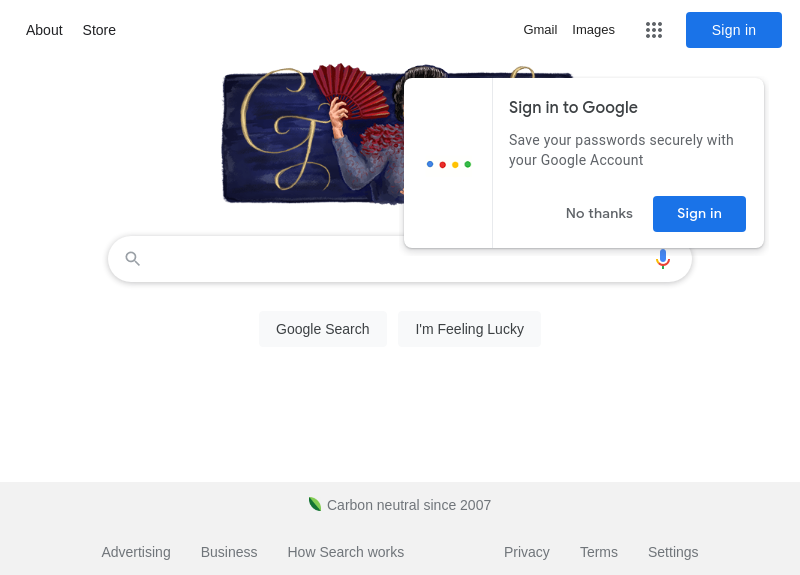 About Store Gmail Images Sign in
Sign in to Google
Save your passwords securely with
your Google Account
No thanks Sign in
Google Search I'm Feeling Lucky
Carbon neutral since 2007
Advertising Business How Search works Privacy Terms Settings